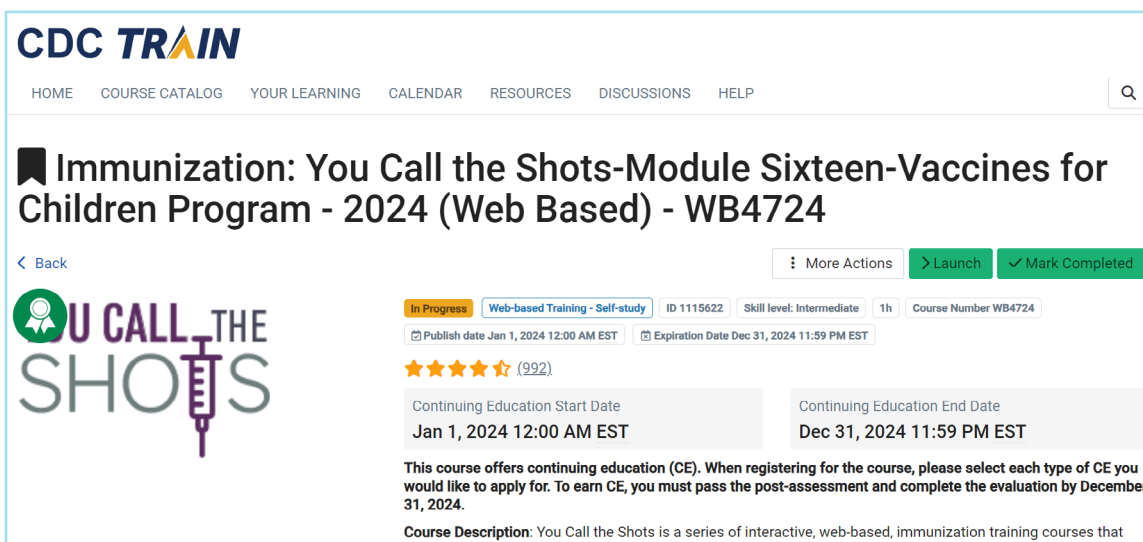 CDC TRAIN
HOME COURSE CATALOG YOUR LEARNING CALENDAR RESOURCES DISCUSSIONS HELP
Immunization: You Call the Shots-Module Sixteen-Vaccines for
Children Program - 2024 (Web Based) - WB4724
Back
More Actions
Launch
Mark Completed
U CALL THE
SHOTS
In Progress Web-based Training - Self-study ID 1115622 Skill level: Intermediate 1h Course Number WB4724
Publish date Jan 1, 2024 12:00 AM EST Expiration Date Dec 31, 2024 11:59 PM EST
(992)
Continuing Education Start Date
Jan 1, 2024 12:00 AM EST
Continuing Education End Date
Dec 31, 2024 11:59 PM EST
This course offers continuing education (CE). When registering for the course, please select each type of CE you
would like to apply for. To earn CE, you must pass the post-assessment and complete the evaluation by December
31, 2024.
Course Description: You Call the Shots is a series of interactive, web-based, immunization training courses that